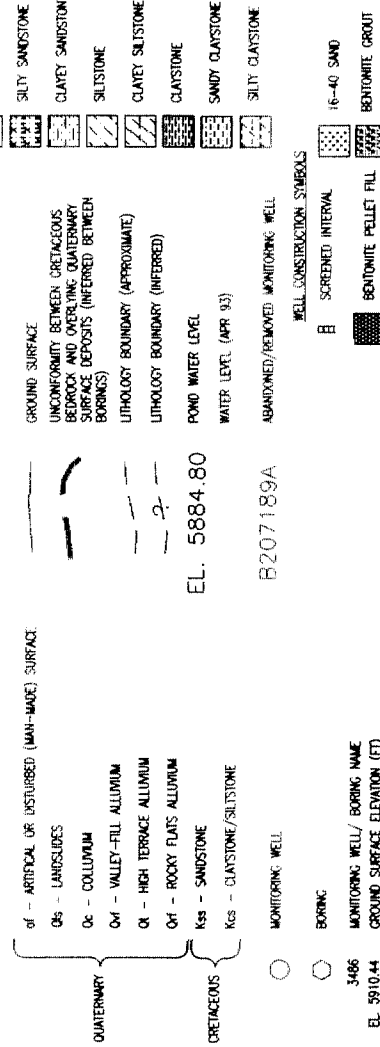 af - ARTIFICAL OR DISTURBED (MAN-MADE) SURFACE
Qls - LANDSLIDES
Qc - COLLUVIUM
Qvf - VALLEY-FILL ALLUVIUM
Qt - HIGH TERRACE ALLUVIUM
Qrf - ROCKY FLATS ALLUVIUM
QUATERNARY
Kss - SANDSTONE
Kcs - CLAYSTONE/SILTSTONE
CRETACEOUS
MONITORING WELL
BORING
3486 MONITORING WELL/ BORING NAME
EL 5910.44 GROUND SURFACE ELEVATION (FT)
GROUND SURFACE
UNCONFORMITY BETWEEN CRETACEOUS
BEDROCK AND OVERLYING QUATERNARY
SURFACE DEPOSITS (INFERRED BETWEEN
BORINGS)
LITHOLOGY BOUNDARY (APPROXIMATE)
? LITHOLOGY BOUNDARY (INFERRED)
EL. 5884.80 POND WATER LEVEL
WATER LEVEL (APR 93)
B207189A ABANDONED/REMOVED MONITORING WELL
SILTY SANDSTONE
CLAYEY SANDSTONE
SILTSTONE
CLAYEY SILTSTONE
CLAYSTONE
SANDY CLAYSTONE
SILTY CLAYSTONE
WELL CONSTRUCTION SYMBOLS
SCREENED INTERVAL
16-40 SAND
BENTONITE PELLET FILL
BENTONITE GROUT